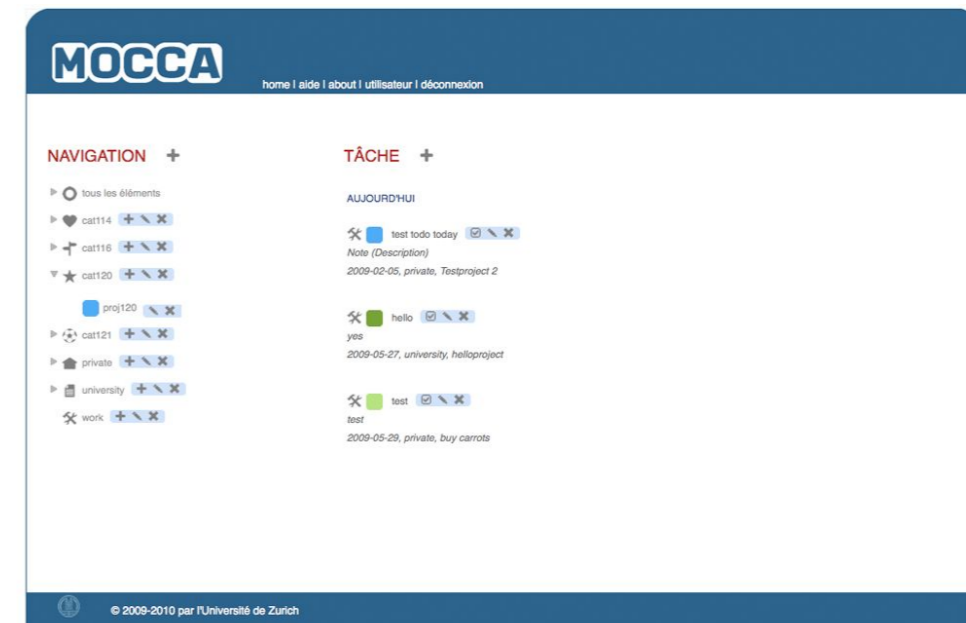 MOCCA
home | aide | about | utilisateur | déconnexion
NAVIGATION +
tous les éléments
cat114
cat116
cat120
proj120
cat121
private
university
work
TÂCHE +
AUJOURD'HUI
test todo today
Note (Description)
2009-02-05, private, Testproject 2
hello
yes
2009-05-27, university, helloproject
test
test
2009-05-29, private, buy carrots
© 2009-2010 par l'Université de Zurich